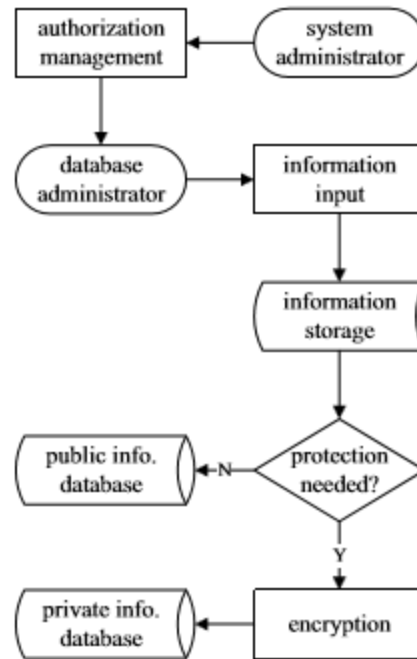 authorization
management
system
administrator
database
administrator
information
input
information
storage
protection
needed?
N
public info.
database
Y
encryption
private info.
database